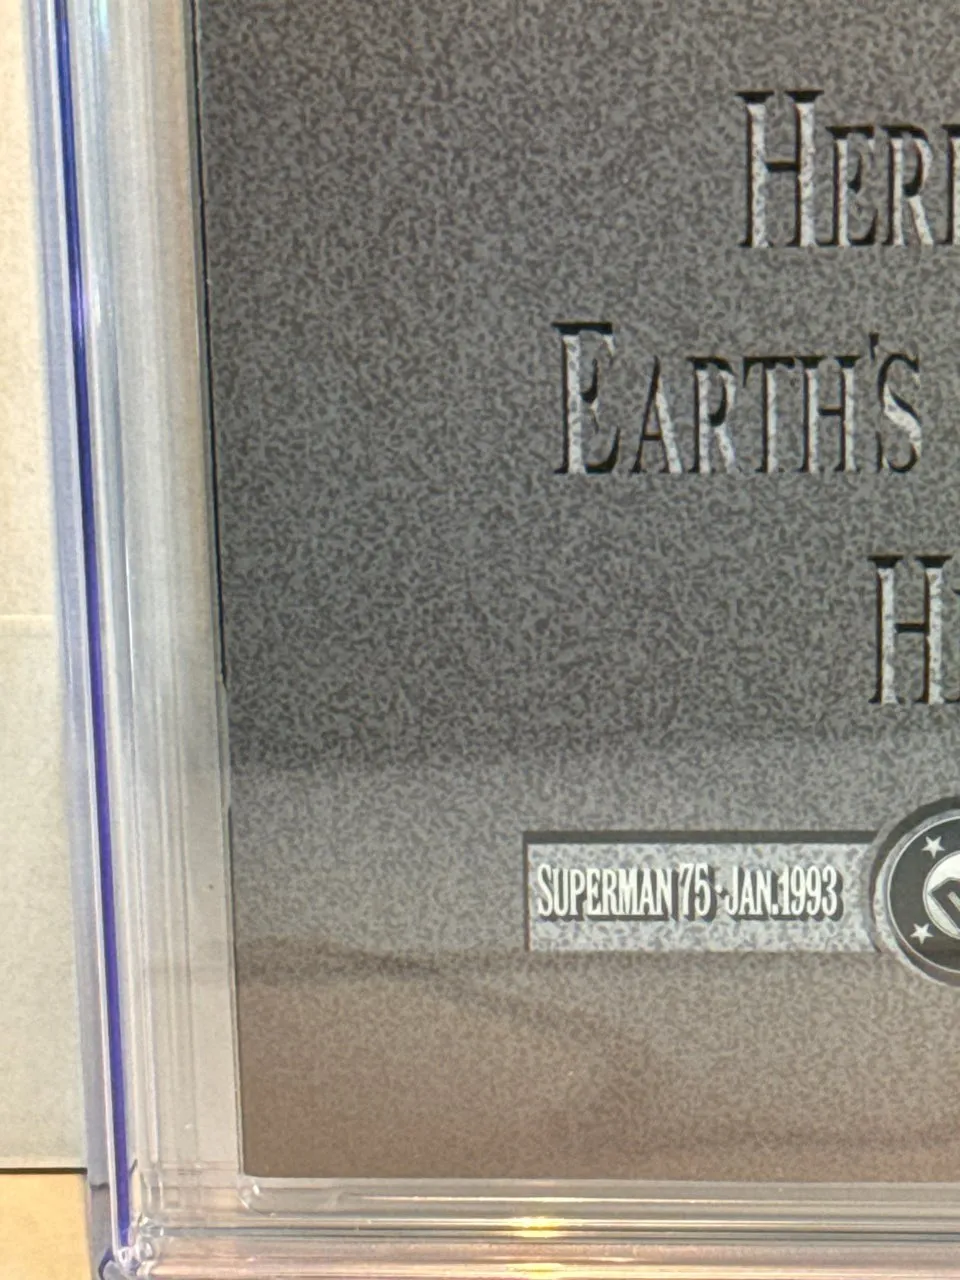 HER
EARTH'S
H
SUPERMAN 75 · JAN. 1993